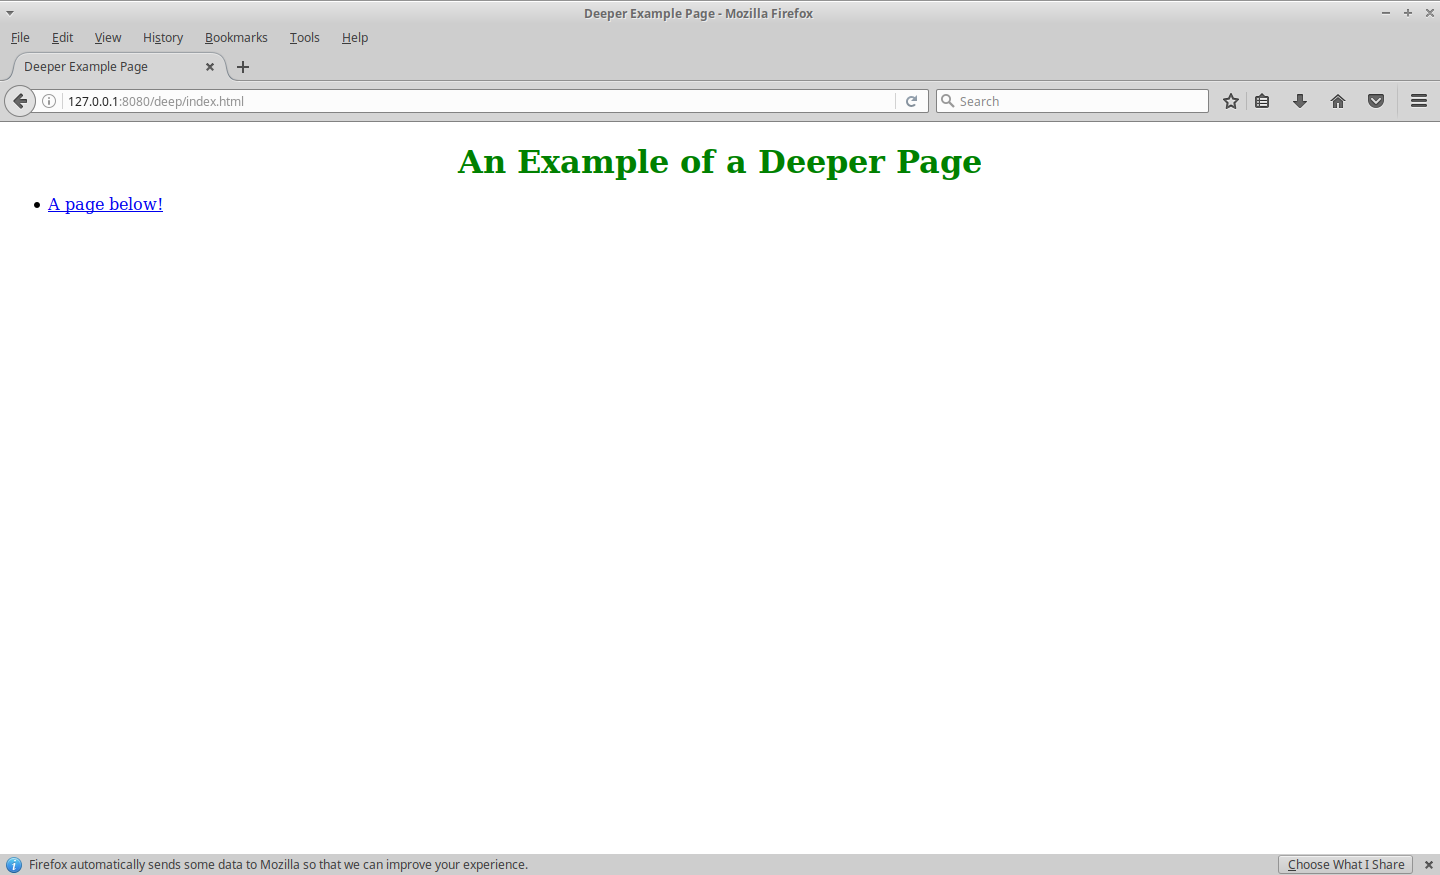 Deeper Example Page - Mozilla Firefox
File Edit View History Bookmarks Tools Help
Deeper Example Page
127.0.0.1:8080/deep/index.html Search
An Example of a Deeper Page
A page below!
Firefox automatically sends some data to Mozilla so that we can improve your experience. Choose What I Share